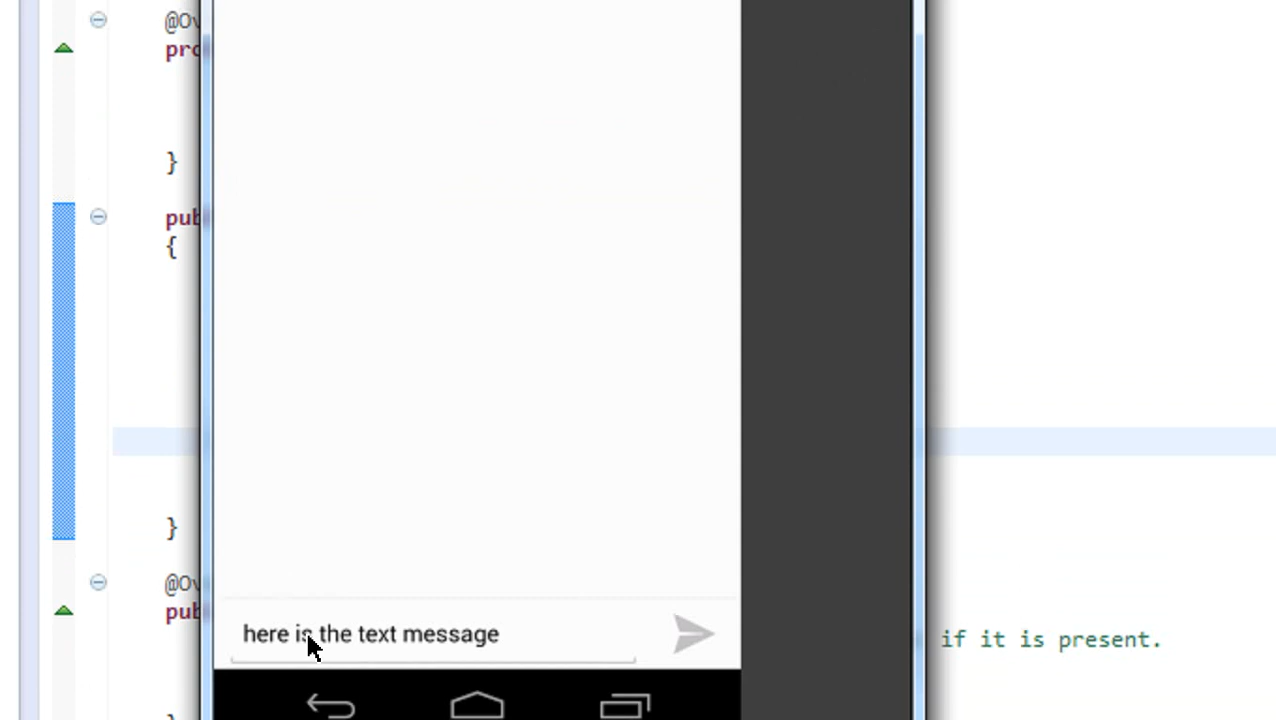 @Ov
pro
}
pub
{
}
@Ov
pub
here is the text message
if it is present.
}